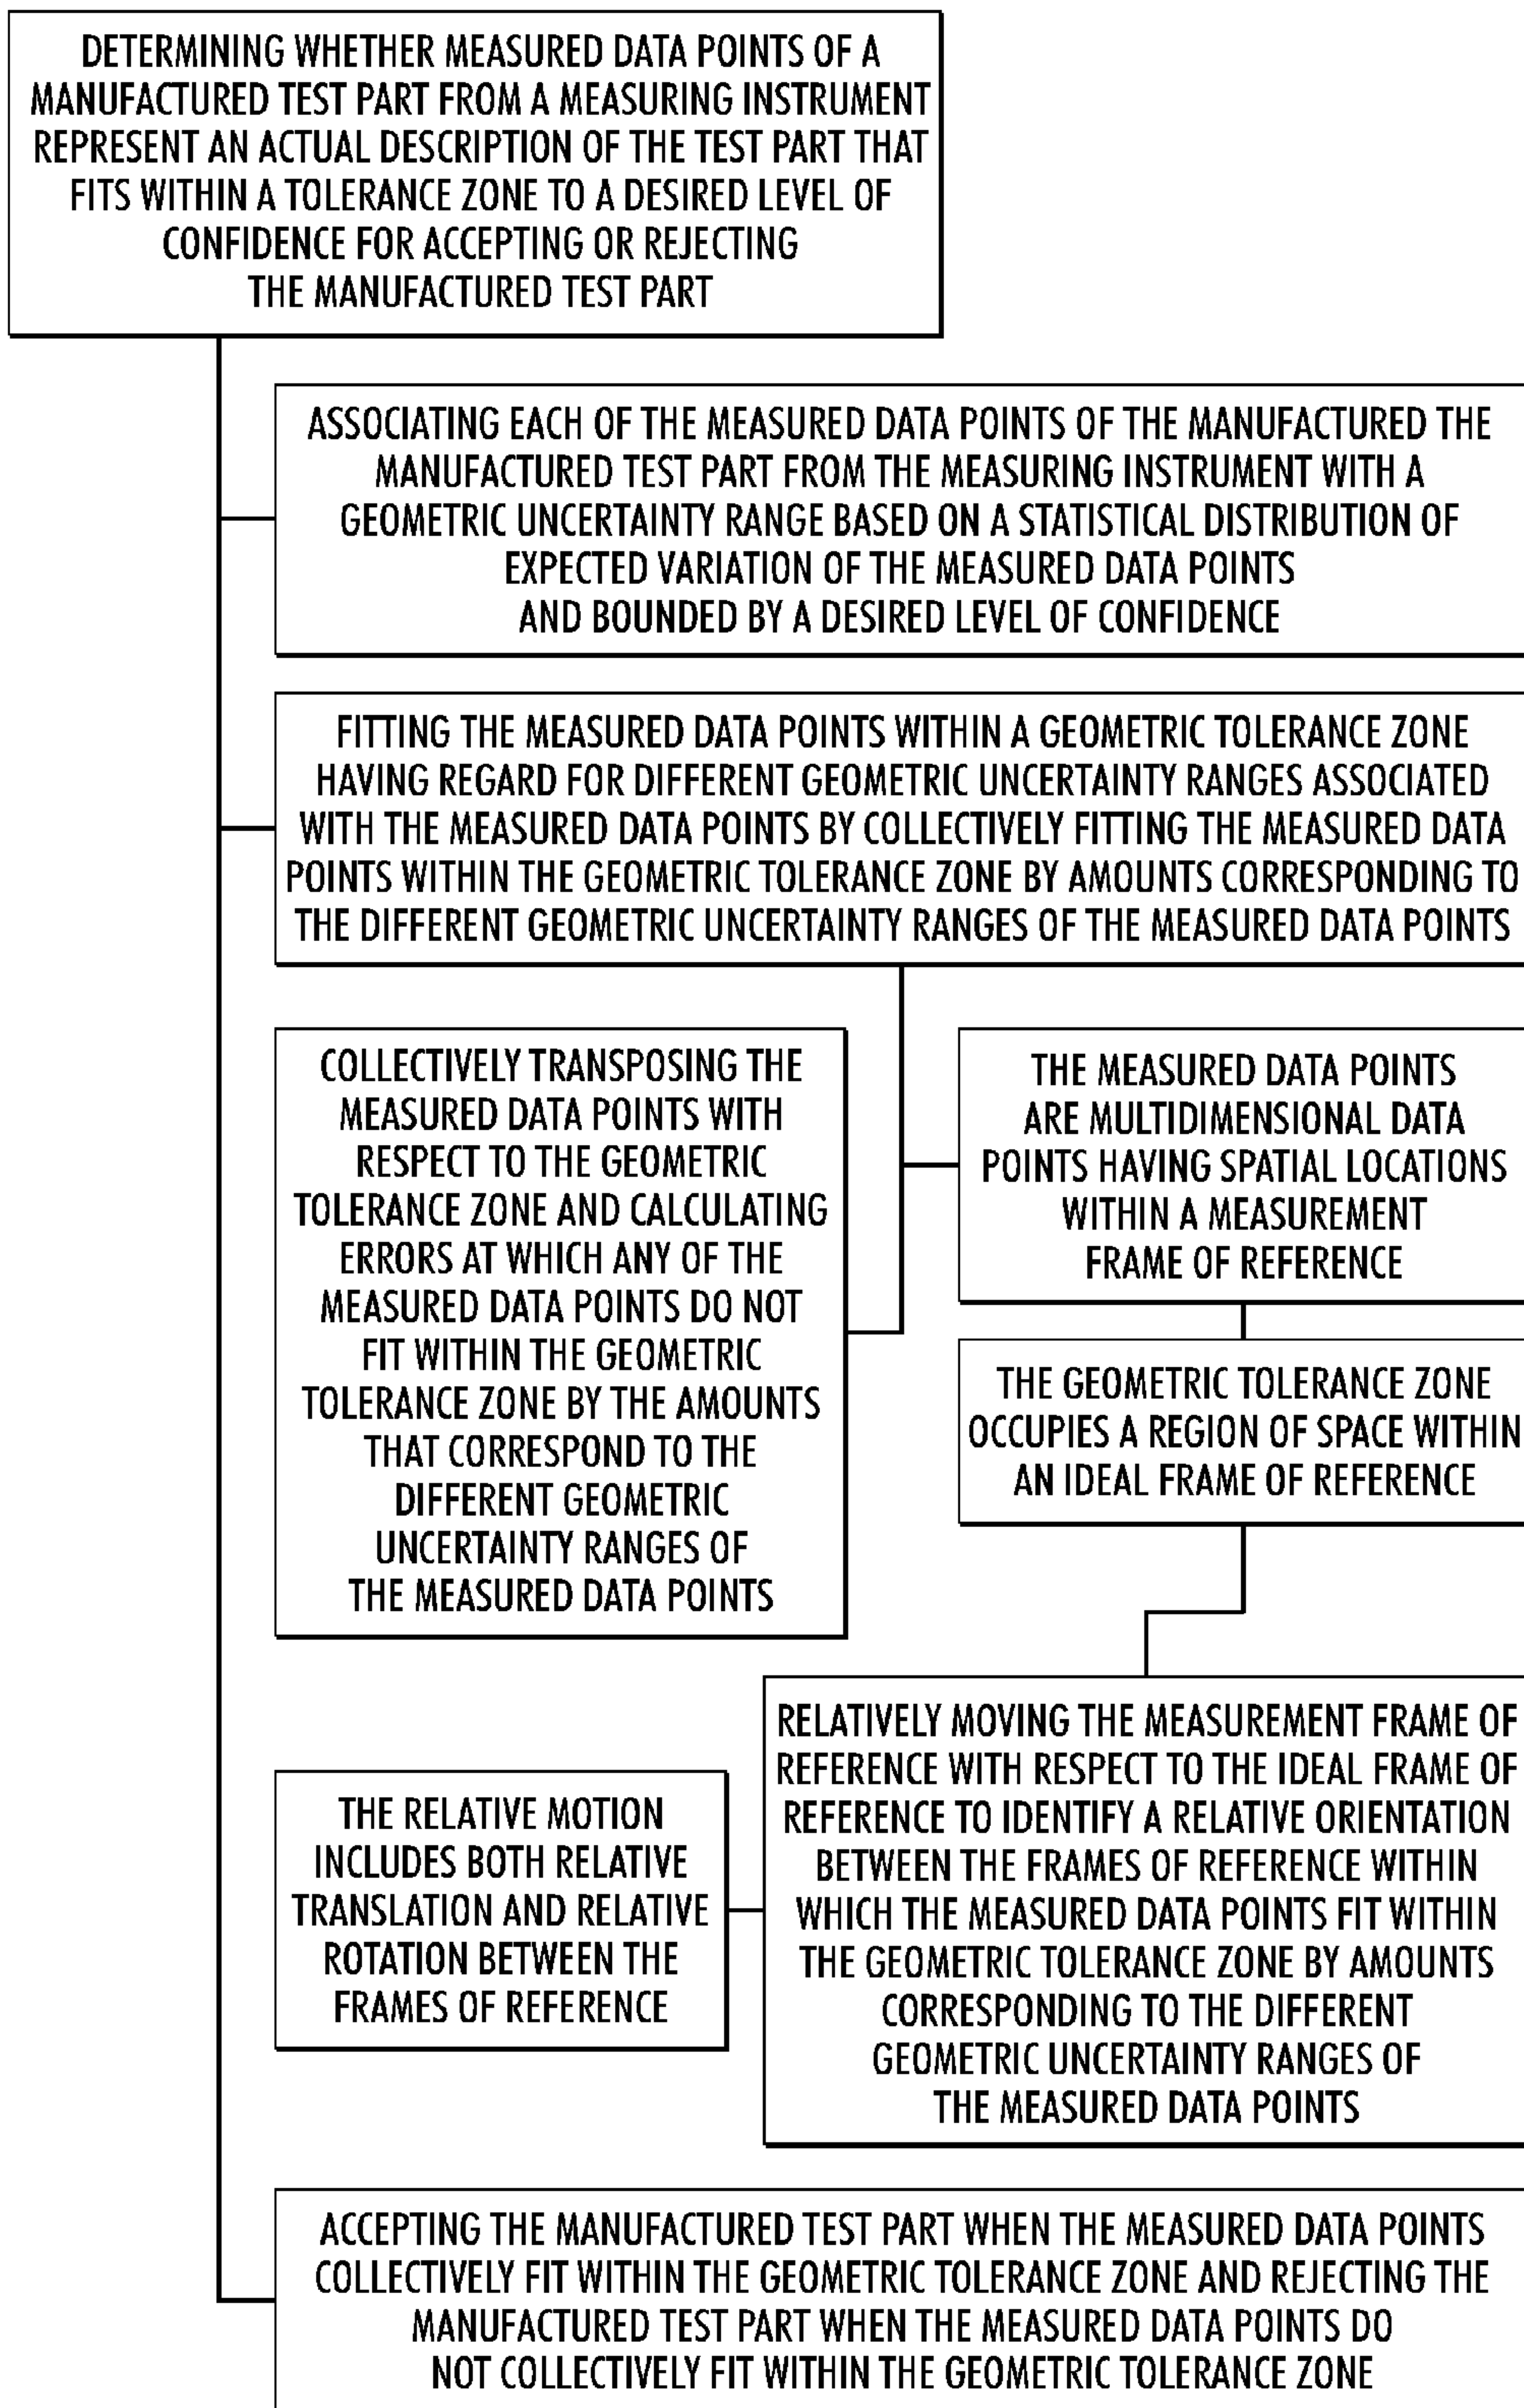 DETERMINING WHETHER MEASURED DATA POINTS OF A
MANUFACTURED TEST PART FROM A MEASURING INSTRUMENT
REPRESENT AN ACTUAL DESCRIPTION OF THE TEST PART THAT
FITS WITHIN A TOLERANCE ZONE TO A DESIRED LEVEL OF
CONFIDENCE FOR ACCEPTING OR REJECTING
THE MANUFACTURED TEST PART
ASSOCIATING EACH OF THE MEASURED DATA POINTS OF THE MANUFACTURED THE
MANUFACTURED TEST PART FROM THE MEASURING INSTRUMENT WITH A
GEOMETRIC UNCERTAINTY RANGE BASED ON A STATISTICAL DISTRIBUTION OF
EXPECTED VARIATION OF THE MEASURED DATA POINTS
AND BOUNDED BY A DESIRED LEVEL OF CONFIDENCE
FITTING THE MEASURED DATA POINTS WITHIN A GEOMETRIC TOLERANCE ZONE
HAVING REGARD FOR DIFFERENT GEOMETRIC UNCERTAINTY RANGES ASSOCIATED
WITH THE MEASURED DATA POINTS BY COLLECTIVELY FITTING THE MEASURED DATA
POINTS WITHIN THE GEOMETRIC TOLERANCE ZONE BY AMOUNTS CORRESPONDING TO
THE DIFFERENT GEOMETRIC UNCERTAINTY RANGES OF THE MEASURED DATA POINTS
COLLECTIVELY TRANSPOSING THE
MEASURED DATA POINTS WITH
RESPECT TO THE GEOMETRIC
TOLERANCE ZONE AND CALCULATING
ERRORS AT WHICH ANY OF THE
MEASURED DATA POINTS DO NOT
FIT WITHIN THE GEOMETRIC
TOLERANCE ZONE BY THE AMOUNTS
THAT CORRESPOND TO THE
DIFFERENT GEOMETRIC
UNCERTAINTY RANGES OF
THE MEASURED DATA POINTS
THE MEASURED DATA POINTS
ARE MULTIDIMENSIONAL DATA
POINTS HAVING SPATIAL LOCATIONS
WITHIN A MEASUREMENT
FRAME OF REFERENCE
THE GEOMETRIC TOLERANCE ZONE
OCCUPIES A REGION OF SPACE WITHIN
AN IDEAL FRAME OF REFERENCE
RELATIVELY MOVING THE MEASUREMENT FRAME OF
REFERENCE WITH RESPECT TO THE IDEAL FRAME OF
REFERENCE TO IDENTIFY A RELATIVE ORIENTATION
BETWEEN THE FRAMES OF REFERENCE WITHIN
WHICH THE MEASURED DATA POINTS FIT WITHIN
THE GEOMETRIC TOLERANCE ZONE BY AMOUNTS
CORRESPONDING TO THE DIFFERENT
GEOMETRIC UNCERTAINTY RANGES OF
THE MEASURED DATA POINTS
THE RELATIVE MOTION
INCLUDES BOTH RELATIVE
TRANSLATION AND RELATIVE
ROTATION BETWEEN THE
FRAMES OF REFERENCE
ACCEPTING THE MANUFACTURED TEST PART WHEN THE MEASURED DATA POINTS
COLLECTIVELY FIT WITHIN THE GEOMETRIC TOLERANCE ZONE AND REJECTING THE
MANUFACTURED TEST PART WHEN THE MEASURED DATA POINTS DO
NOT COLLECTIVELY FIT WITHIN THE GEOMETRIC TOLERANCE ZONE